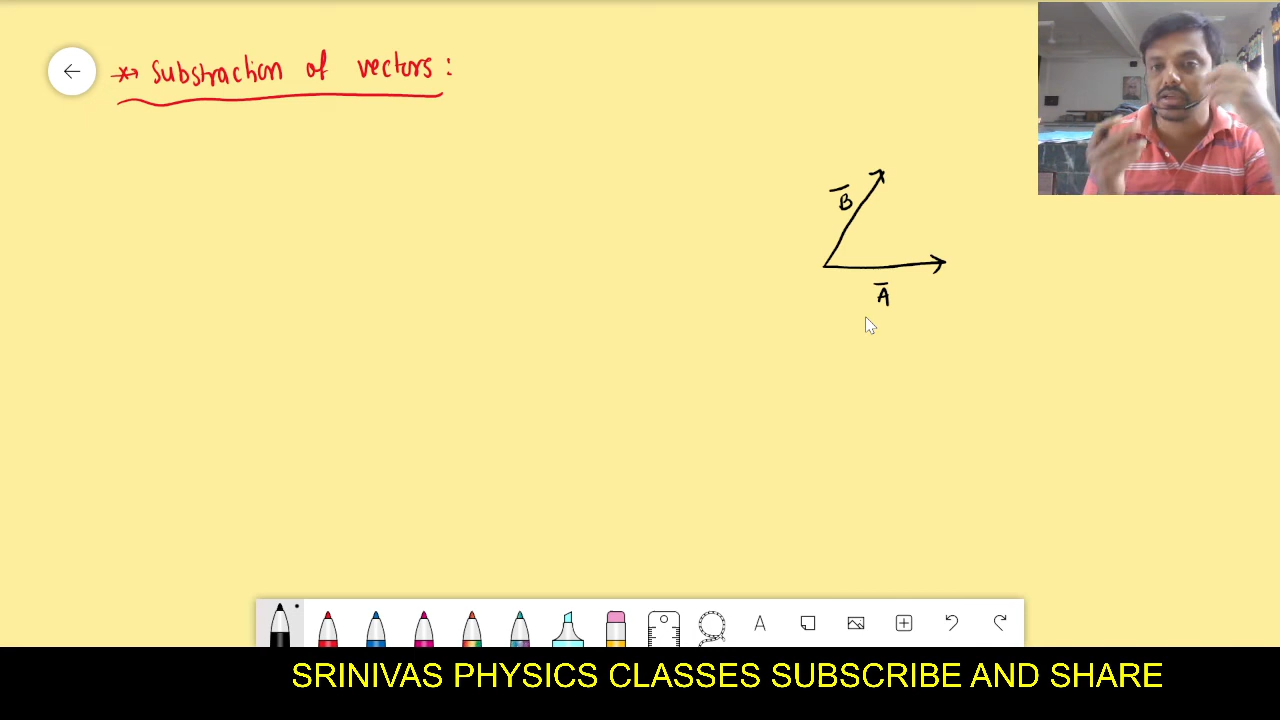 * Substraction of vectors :
B
A
A
SRINIVAS PHYSICS CLASSES SUBSCRIBE AND SHARE